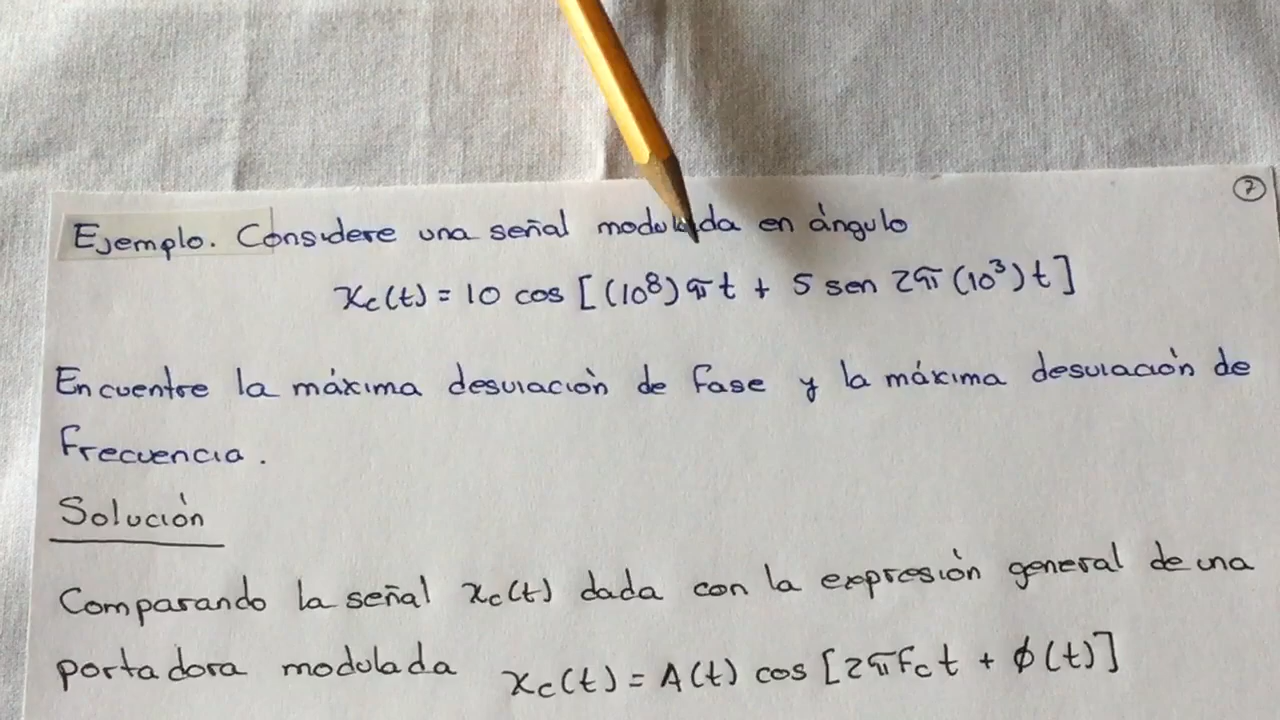 7
Ejemplo. Considere una señal modulada en ángulo
xc(t) = 10 cos [(10⁸)πt + 5 sen 2π(10³)t]
Encuentre la máxima desviación de fase y la máxima desviación de
frecuencia.
Solución
Comparando la señal xc(t) dada con la expresión general de una
portadora modulada xc(t) = A(t) cos [2πfct + ϕ(t)]